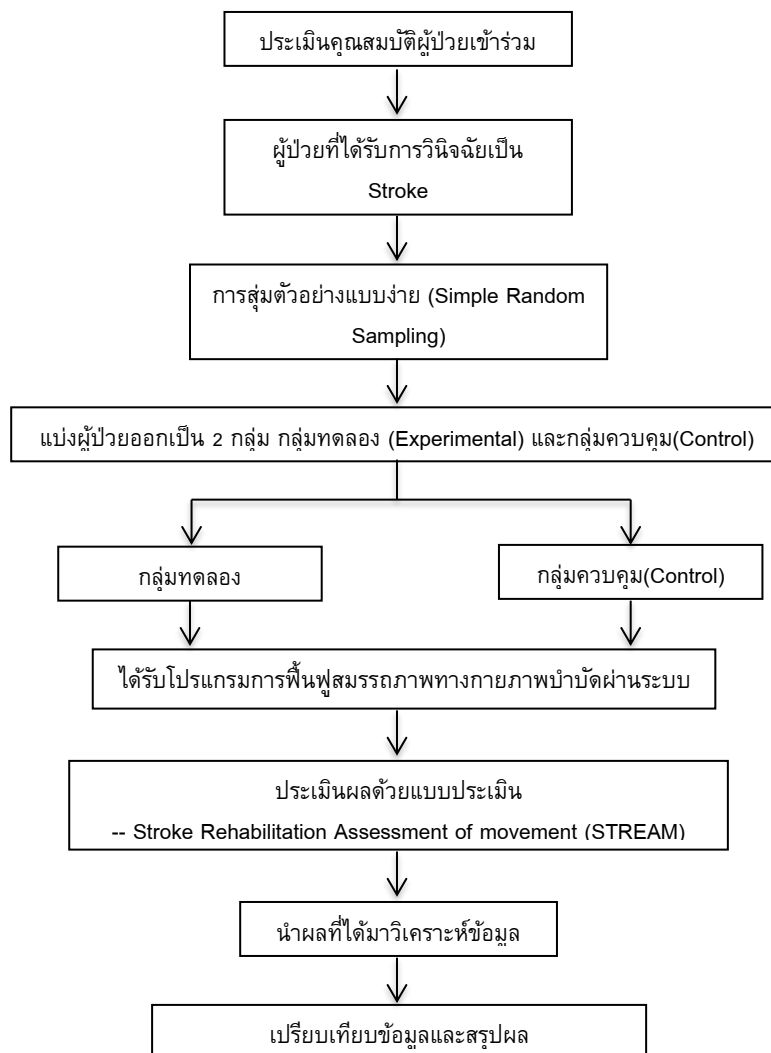 ประเมินคุณสมบัติผู้ป่วยเข้าร่วม
ผู้ป่วยที่ได้รับการวินิจฉัยเป็น
Stroke
การสุ่มตัวอย่างแบบง่าย (Simple Random
Sampling)
แบ่งผู้ป่วยออกเป็น 2 กลุ่ม กลุ่มทดลอง (Experimental) และกลุ่มควบคุม(Control)
กลุ่มทดลอง
กลุ่มควบคุม(Control)
ได้รับโปรแกรมการฟื้นฟูสมรรถภาพทางกายภาพบำบัดผ่านระบบ
ประเมินผลด้วยแบบประเมิน
-- Stroke Rehabilitation Assessment of movement (STREAM)
นำผลที่ได้มาวิเคราะห์ข้อมูล
เปรียบเทียบข้อมูลและสรุปผล